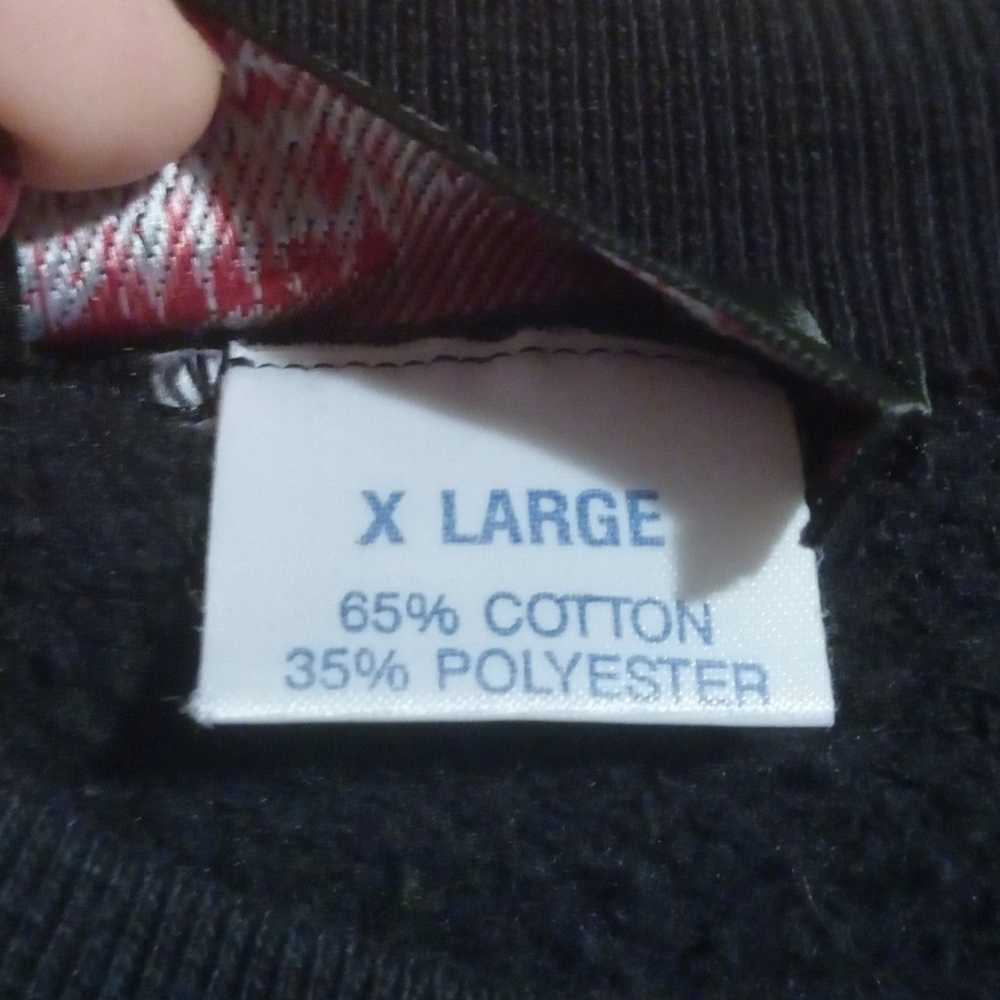 X LARGE
65% COTTON
35% POLYESTER